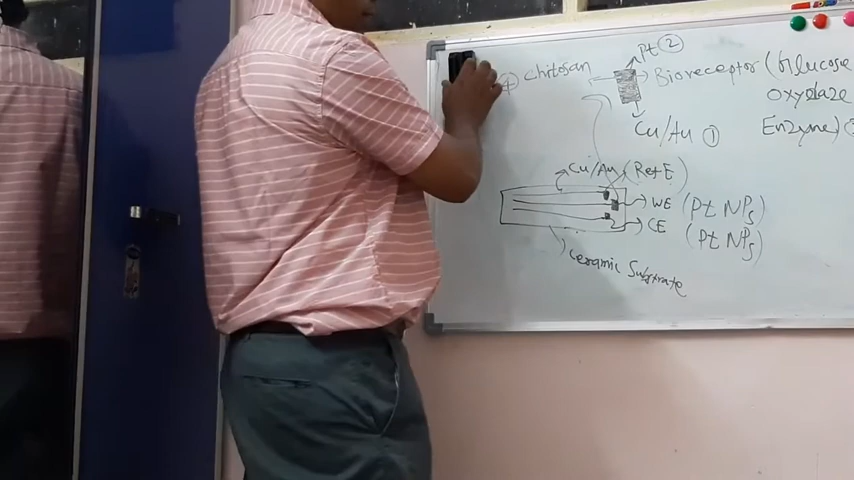 Pt ②
④ Chitosan
Bioreceptor (Glucose
oxydaze
Enzyme)
Cu/Au ①
Cu/Au (Ref E)
WE (Pt NPs)
CE (Pt NPs)
Ceramic Substrate